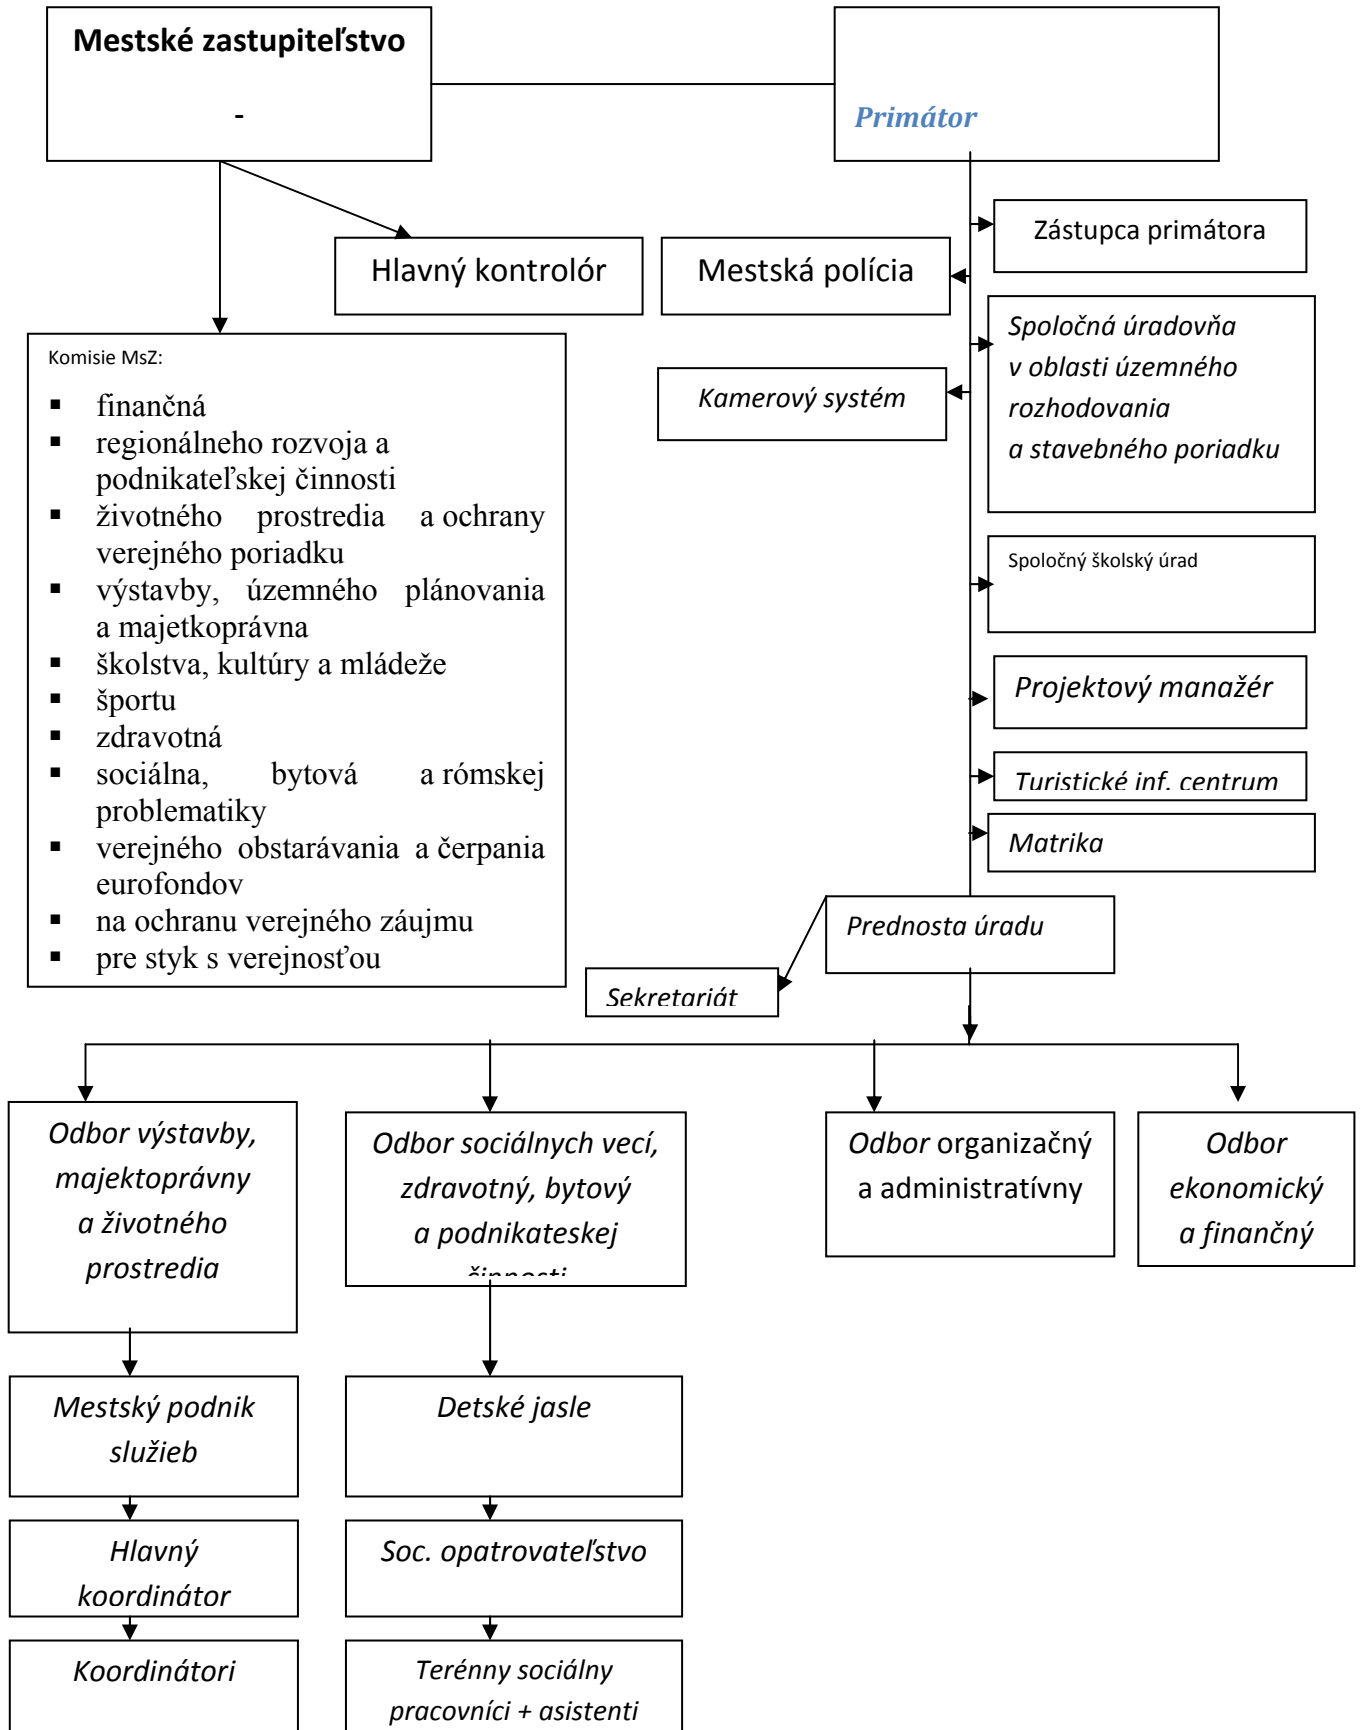 Mestské zastupiteľstvo
-
Primátor
Zástupca primátora
Hlavný kontrolór
Mestská polícia
Spoločná úradovňa
v oblasti územného
rozhodovania
a stavebného poriadku
Kamerový systém
Komisie MsZ:
▪ finančná
▪ regionálneho rozvoja a
podnikateľskej činnosti
▪ životného prostredia a ochrany
verejného poriadku
▪ výstavby, územného plánovania
a majetkoprávna
▪ školstva, kultúry a mládeže
▪ športu
▪ zdravotná
▪ sociálna, bytová a rómskej
problematiky
▪ verejného obstarávania a čerpania
eurofondov
▪ na ochranu verejného záujmu
▪ pre styk s verejnosťou
Spoločný školský úrad
Projektový manažér
Turistické inf. centrum
Matrika
Prednosta úradu
Sekretariát
Odbor výstavby,
majektoprávny
a životného
prostredia
Odbor sociálnych vecí,
zdravotný, bytový
a podnikateskej
činnosti
Odbor organizačný
a administratívny
Odbor
ekonomický
a finančný
Mestský podnik
služieb
Detské jasle
Hlavný
koordinátor
Soc. opatrovateľstvo
Koordinátori
Terénny sociálny
pracovníci + asistenti